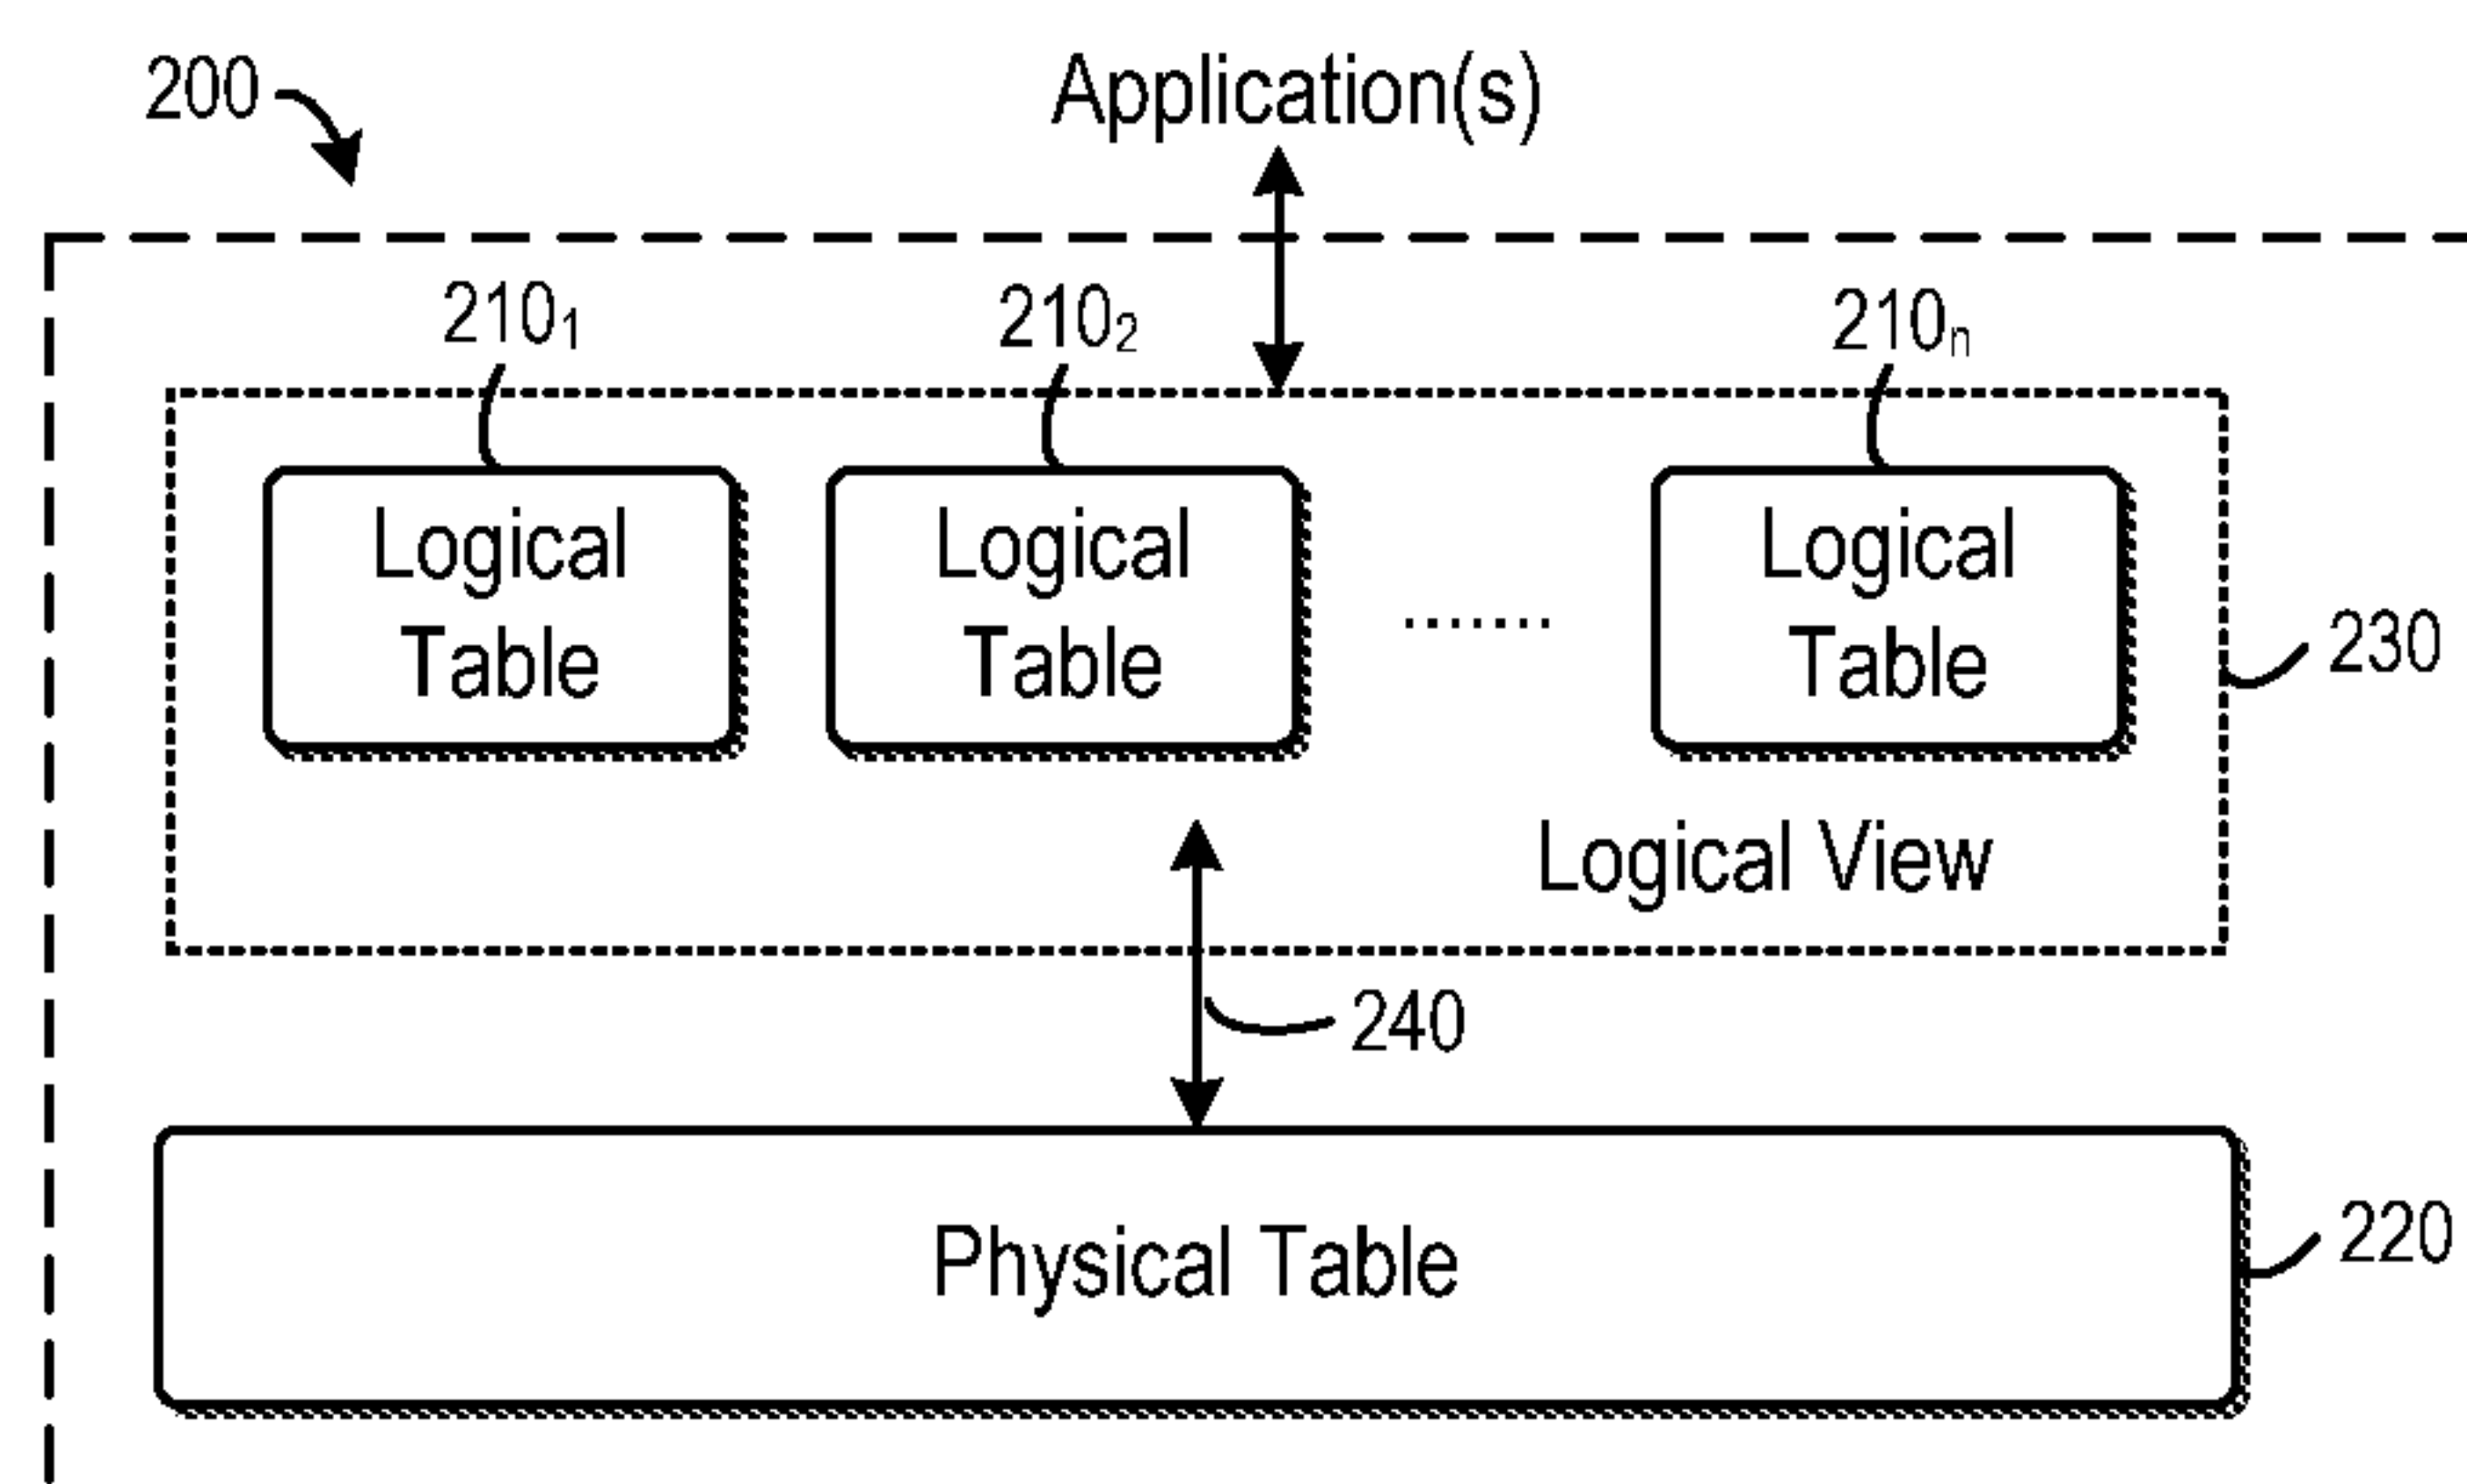 200
Application(s)
210₁ 210₂ 210ₙ
Logical Table
Logical Table
.......
Logical Table
230
Logical View
240
Physical Table
220